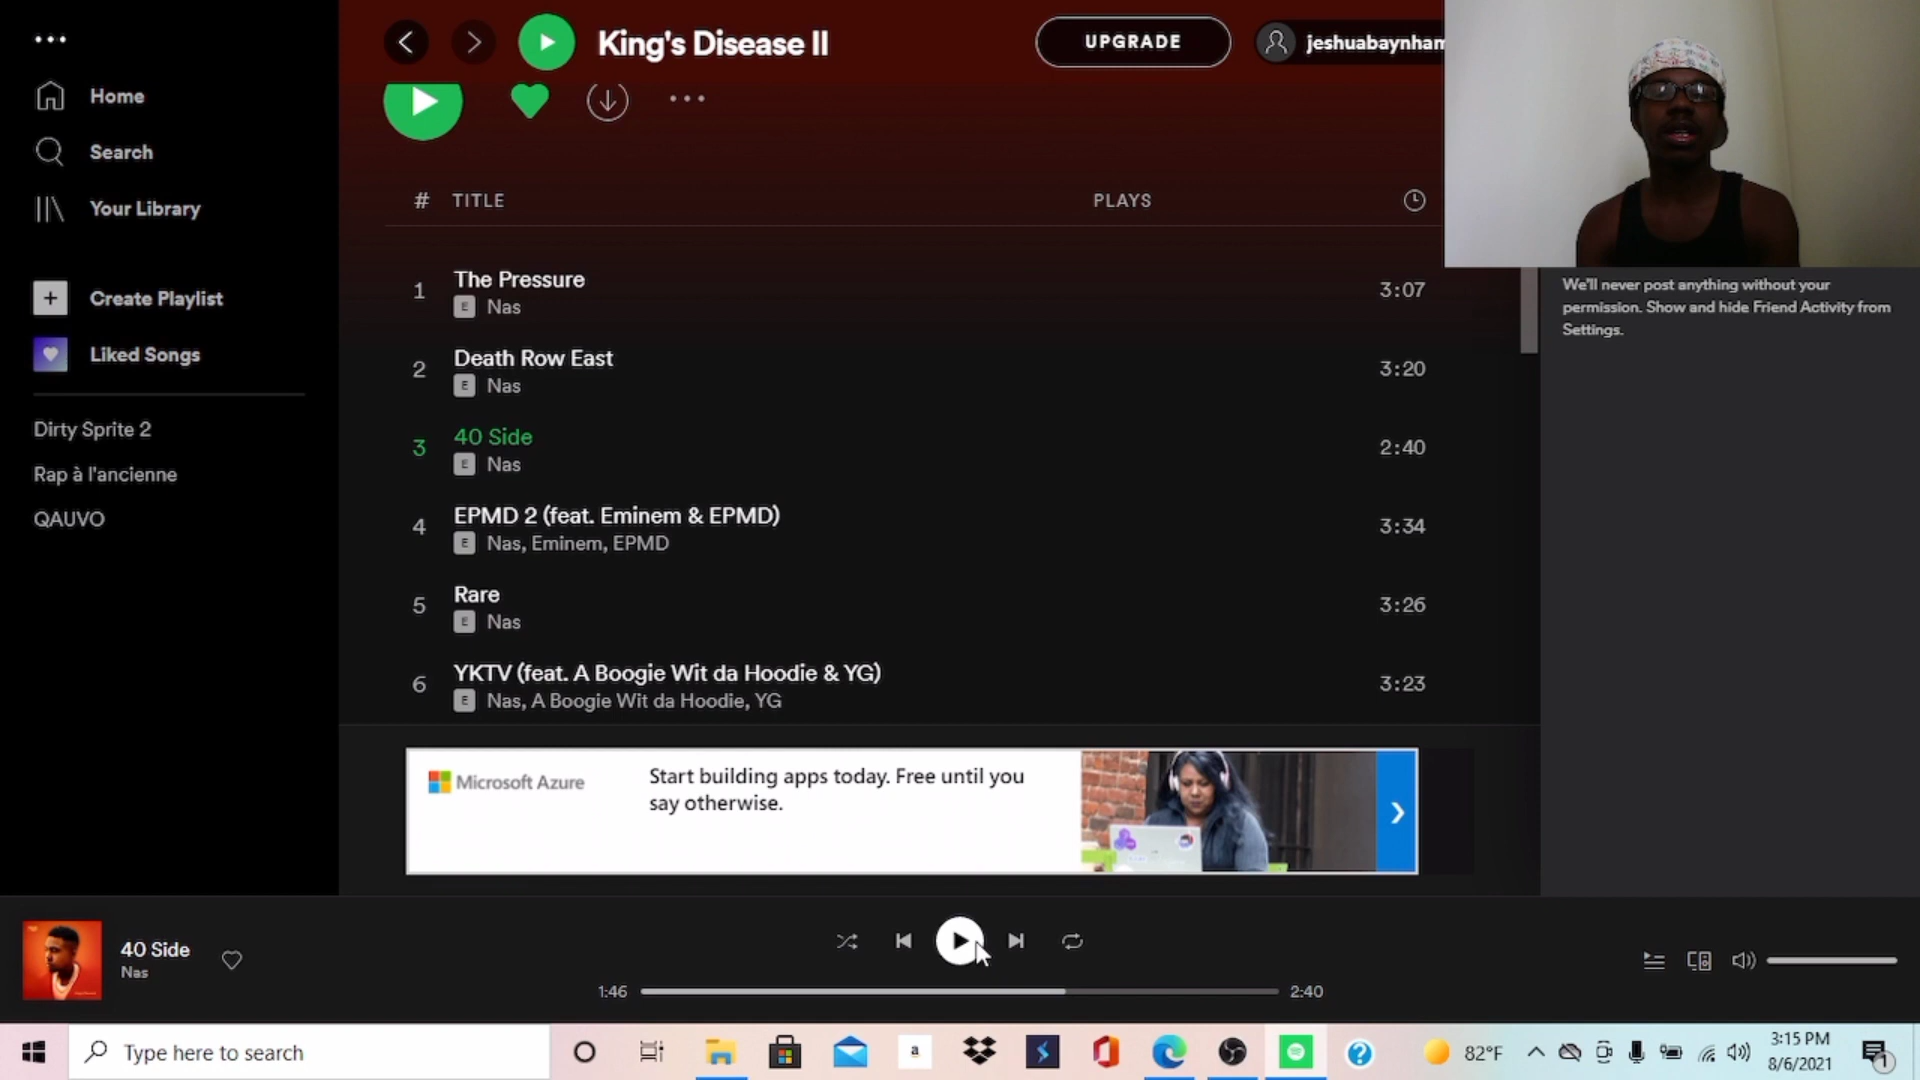 King's Disease II
UPGRADE
jeshuabaynham
Home
Search
Your Library
Create Playlist
Liked Songs
Dirty Sprite 2
Rap à l'ancienne
QAUVO
# TITLE PLAYS
1 The Pressure 3:07
E Nas
2 Death Row East 3:20
E Nas
3 40 Side 2:40
E Nas
4 EPMD 2 (feat. Eminem & EPMD) 3:34
E Nas, Eminem, EPMD
5 Rare 3:26
E Nas
6 YKTV (feat. A Boogie Wit da Hoodie & YG) 3:23
E Nas, A Boogie Wit da Hoodie, YG
We'll never post anything without your
permission. Show and hide Friend Activity from
Settings.
Microsoft Azure
Start building apps today. Free until you
say otherwise.
40 Side
Nas
1:46 2:40
Type here to search
a
82°F
3:15 PM
8/6/2021
1